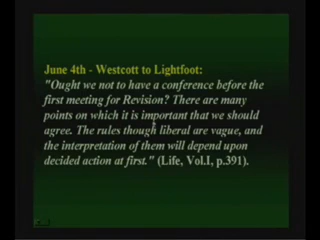 June 4th - Westcott to Lightfoot:
"Ought we not to have a conference before the
first meeting for Revision? There are many
points on which it is important that we should
agree. The rules though liberal are vague, and
the interpretation of them will depend upon
decided action at first." (Life, Vol.I, p.391).